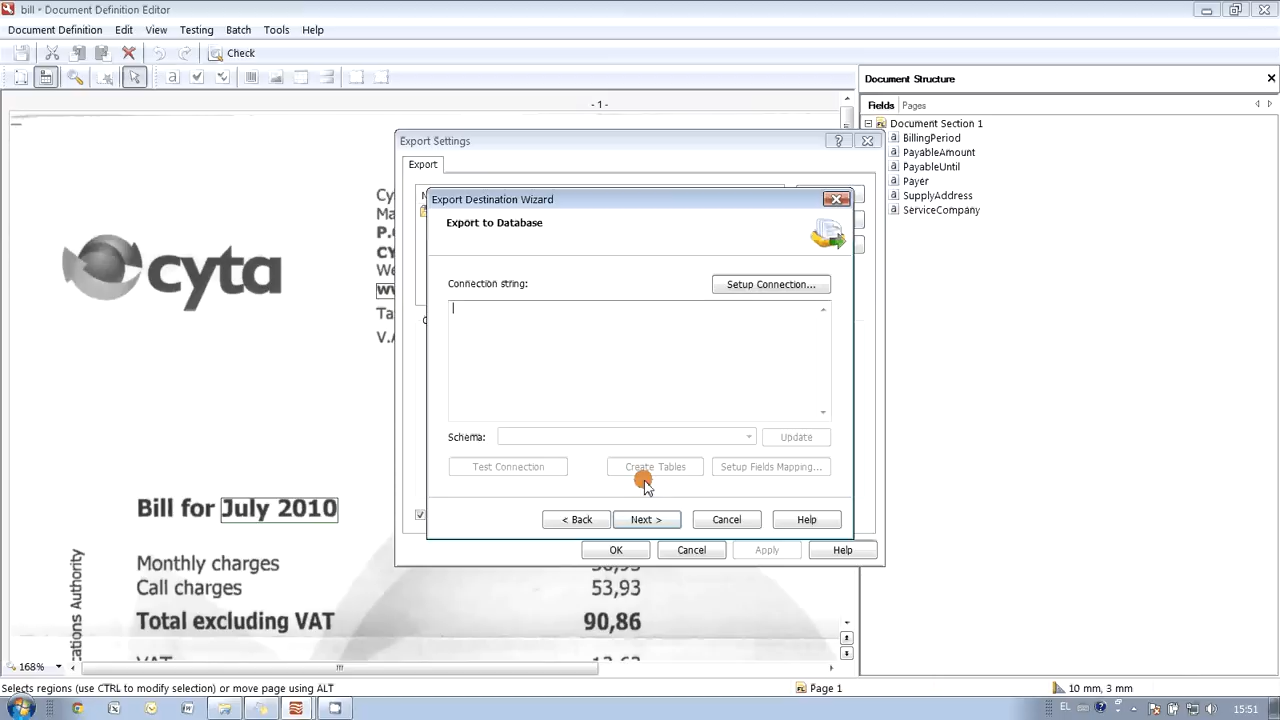 bill * Document Definition Editor
Document Definition Edit View Testing Batch Tools Help
Check
Document Structure
Fields Pages
Document Section 1
BillingPeriod
PayableAmount
PayableUntil
Payer
SupplyAddress
ServiceCompany
- 1 -
Export Settings
Export
Export Destination Wizard
Export to Database
Connection string:
Setup Connection...
Schema:
Update
Test Connection
Create Tables
Setup Fields Mapping...
< Back
Next >
Cancel
Help
OK
Cancel
Apply
Help
cyta
Bill for July 2010
Monthly charges
Call charges 53,93
Total excluding VAT 90,86
168%
Selects regions (use CTRL to modify selection) or move page using ALT
Page 1
10 mm, 3 mm
EL
15:51